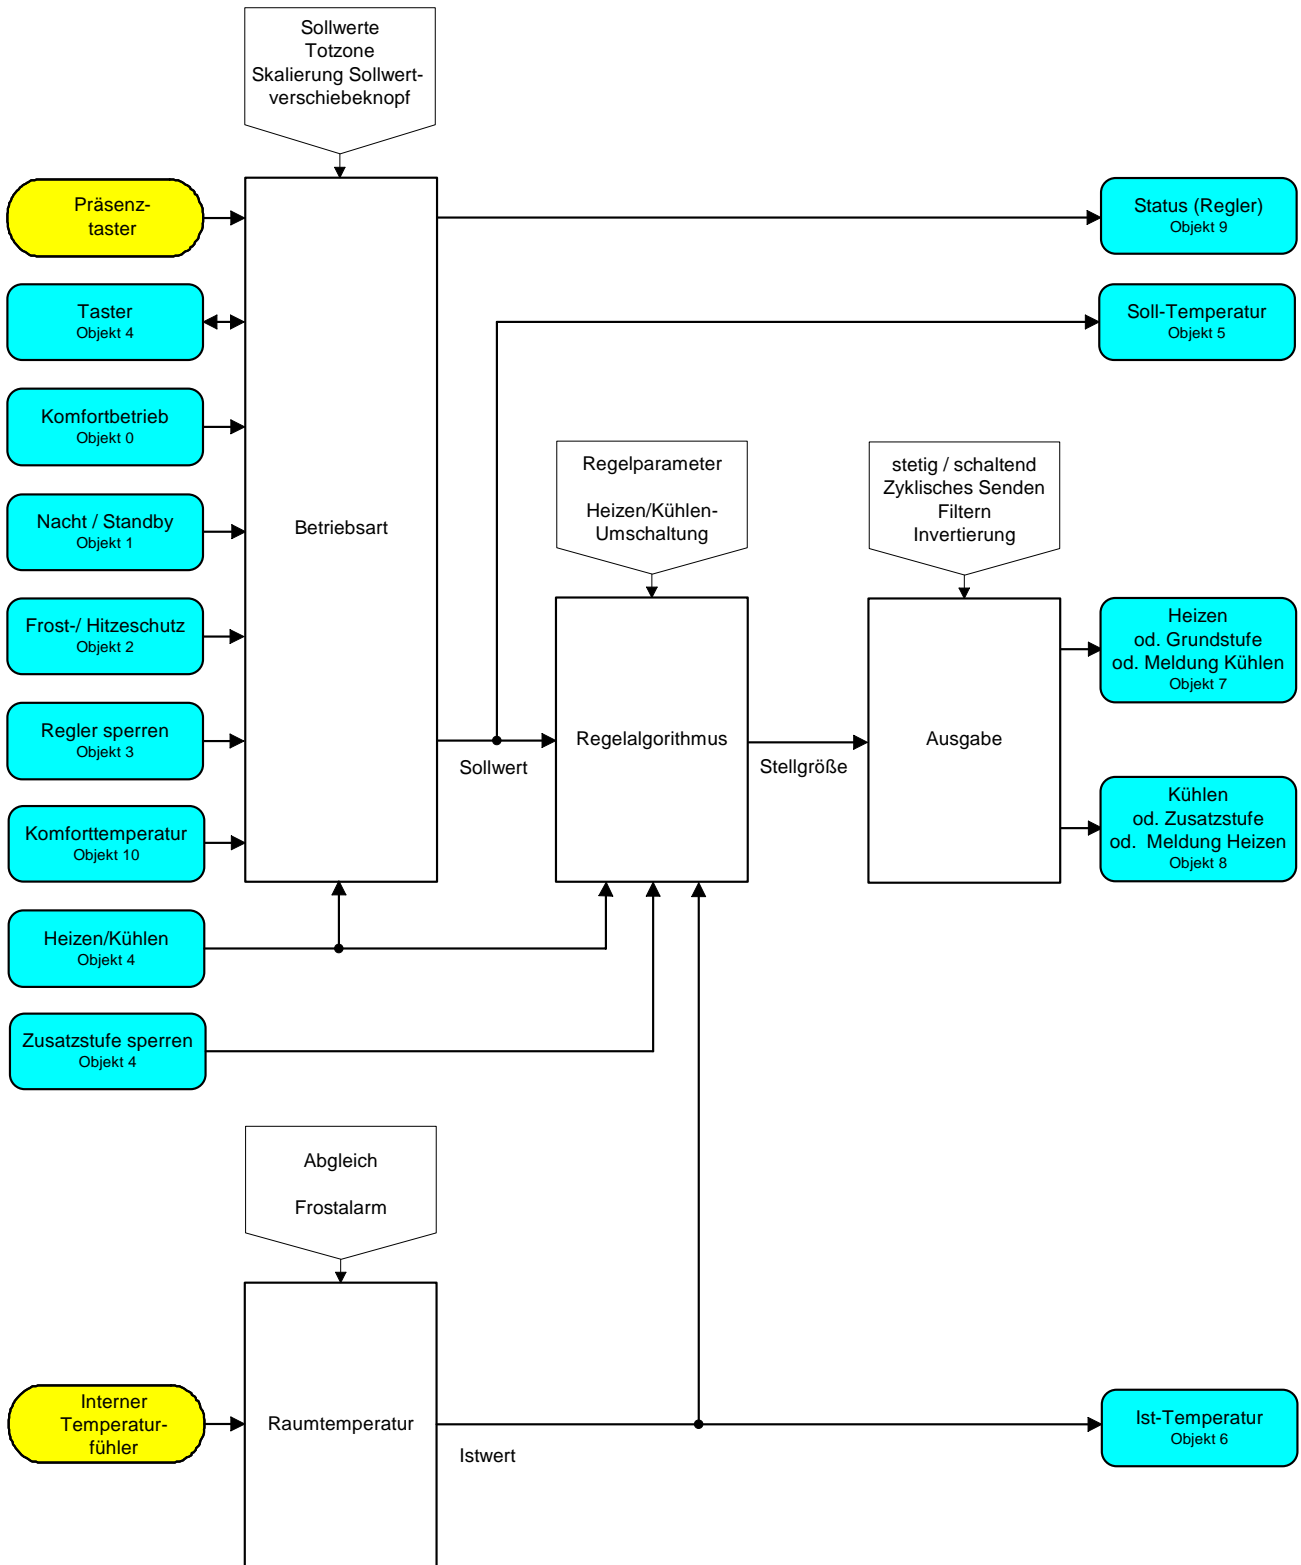 Sollwerte
Totzone
Skalierung Sollwert-
verschiebeknopf
Präsenz-
taster
Status (Regler)
Objekt 9
Taster
Objekt 4
Soll-Temperatur
Objekt 5
Komfortbetrieb
Objekt 0
Nacht / Standby
Objekt 1
Betriebsart
Regelparameter
Heizen/Kühlen-
Umschaltung
stetig / schaltend
Zyklisches Senden
Filtern
Invertierung
Frost-/ Hitzeschutz
Objekt 2
Heizen
od. Grundstufe
od. Meldung Kühlen
Objekt 7
Regler sperren
Objekt 3
Sollwert
Regelalgorithmus
Stellgröße
Ausgabe
Kühlen
od. Zusatzstufe
od. Meldung Heizen
Objekt 8
Komforttemperatur
Objekt 10
Heizen/Kühlen
Objekt 4
Zusatzstufe sperren
Objekt 4
Abgleich
Frostalarm
Interner
Temperatur-
fühler
Raumtemperatur
Istwert
Ist-Temperatur
Objekt 6